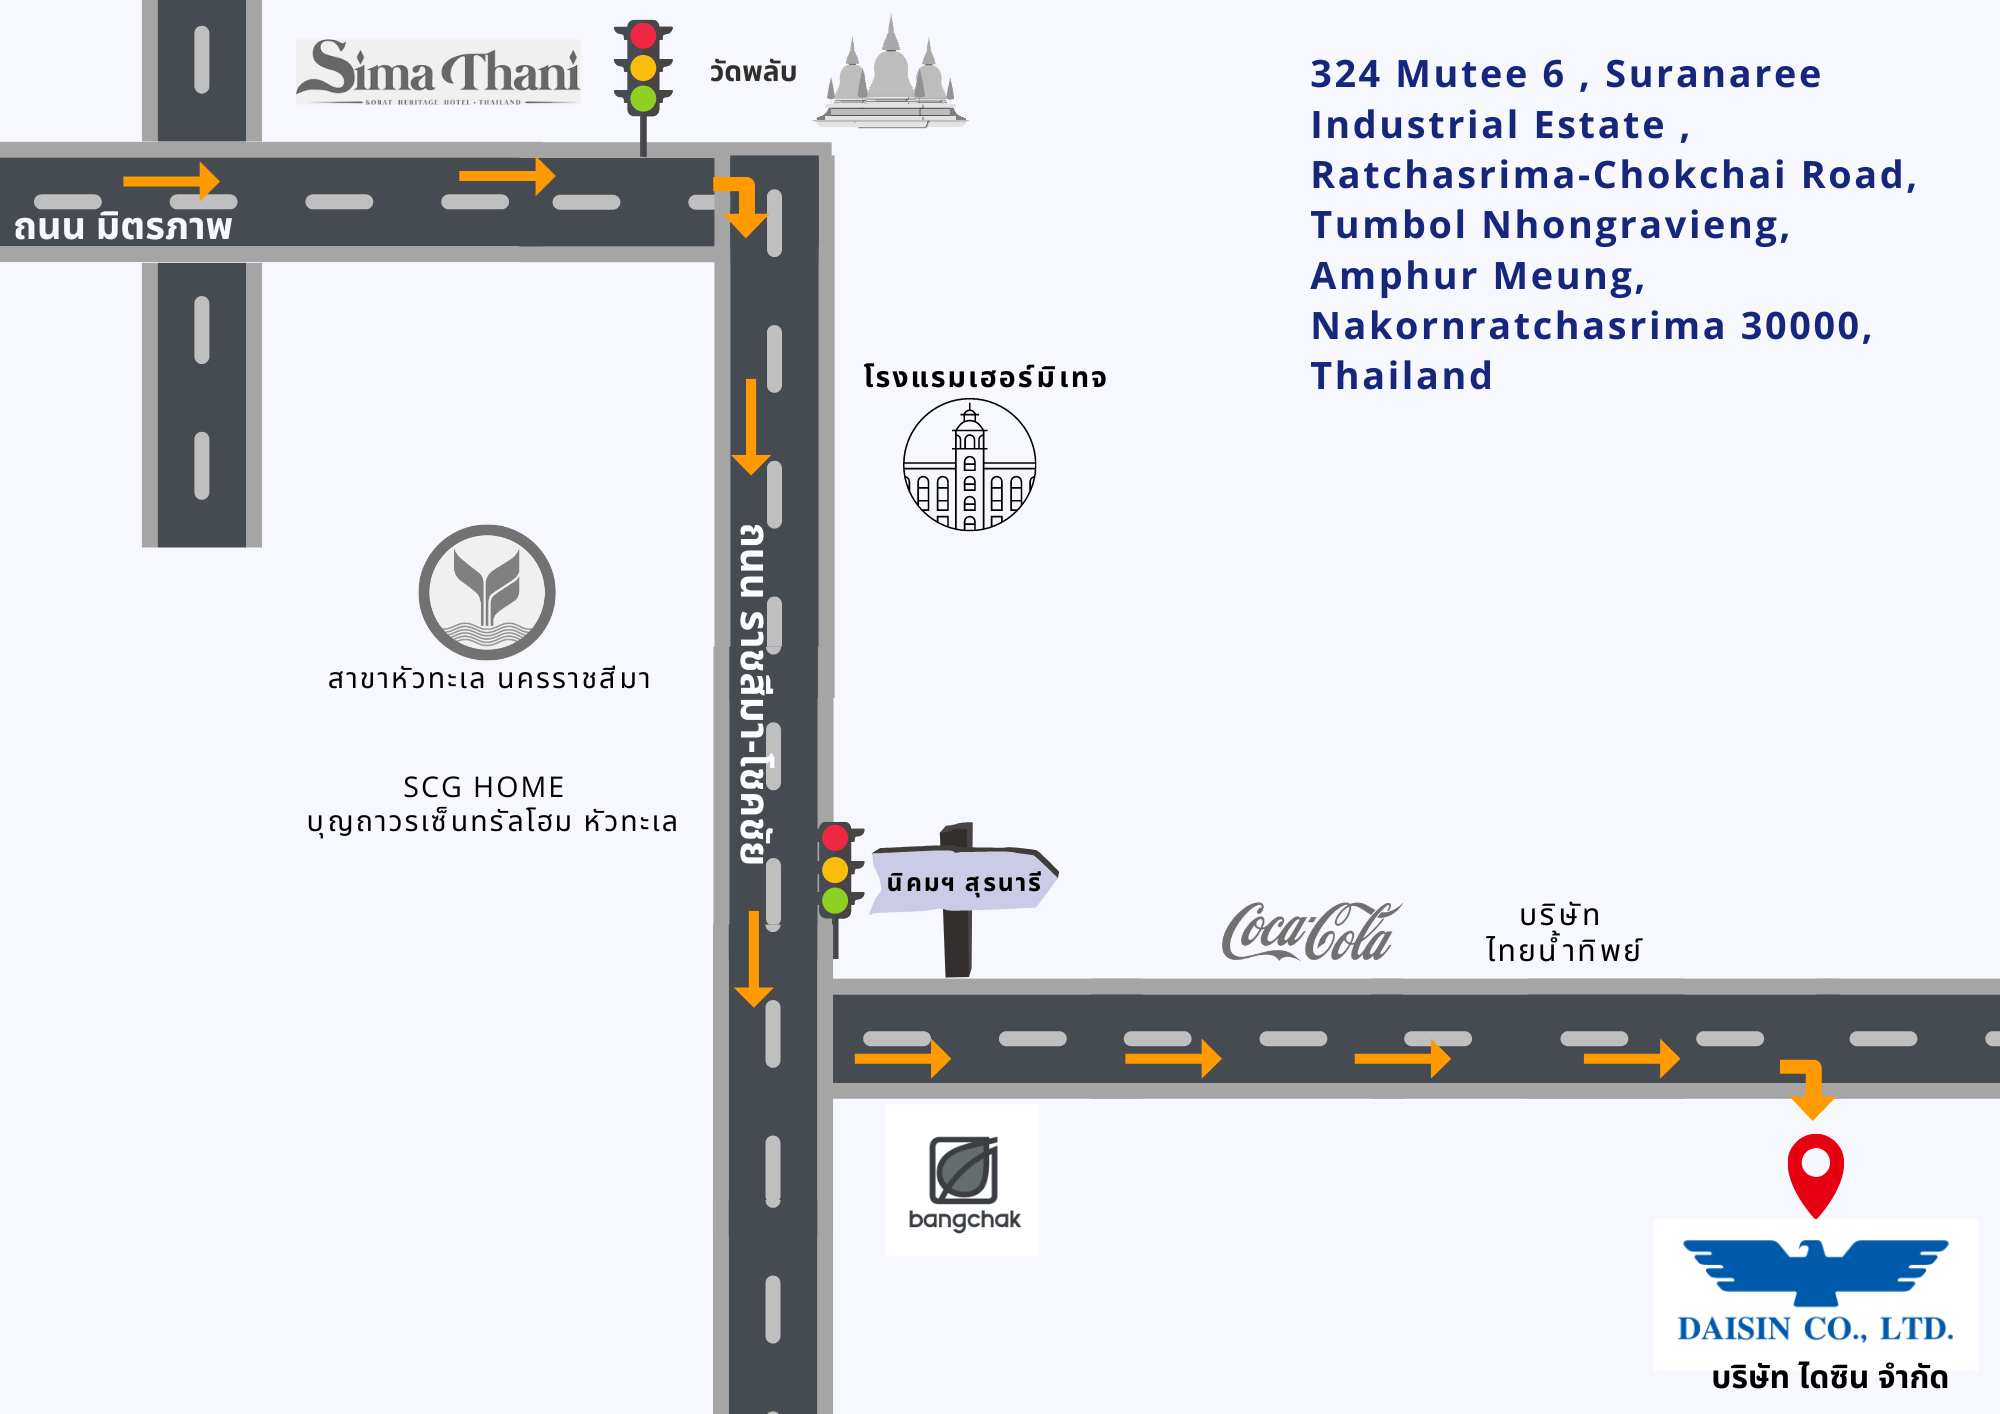 Sima Thani
KORAT HERITAGE HOTEL • THAILAND
วัดพลับ
324 Mutee 6 , Suranaree
Industrial Estate ,
Ratchasrima-Chokchai Road,
Tumbol Nhongravieng,
Amphur Meung,
Nakornratchasrima 30000,
Thailand
ถนน มิตรภาพ
โรงแรมเฮอร์มิเทจ
ถนน ราชสีมา-โชคชัย
สาขาหัวทะเล นครราชสีมา
SCG HOME
บุญถาวรเซ็นทรัลโฮม หัวทะเล
นิคมฯ สุรนารี
Coca-Cola
บริษัท
ไทยน้ำทิพย์
bangchak
DAISIN CO., LTD.
บริษัท ไดซิน จำกัด